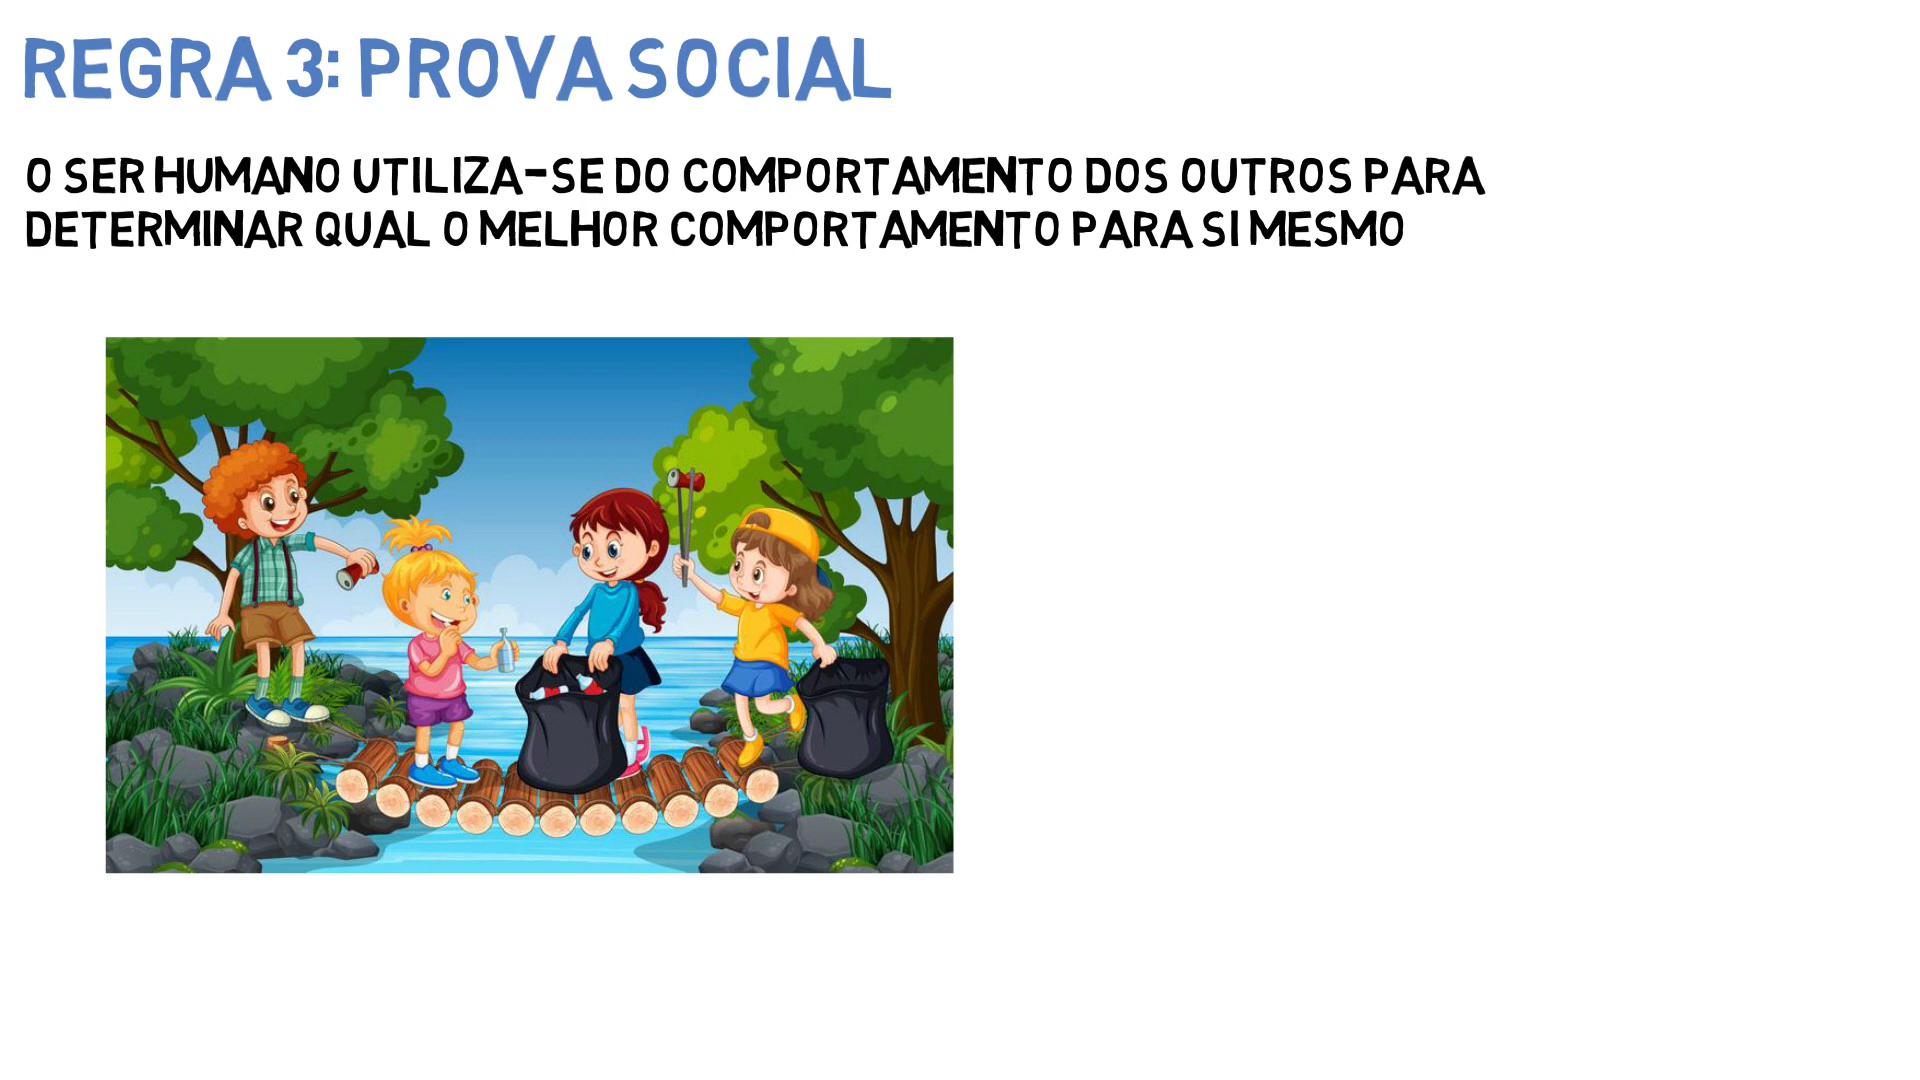 REGRA 3: PROVA SOCIAL
O SER HUMANO UTILIZA-SE DO COMPORTAMENTO DOS OUTROS PARA
DETERMINAR QUAL O MELHOR COMPORTAMENTO PARA SI MESMO